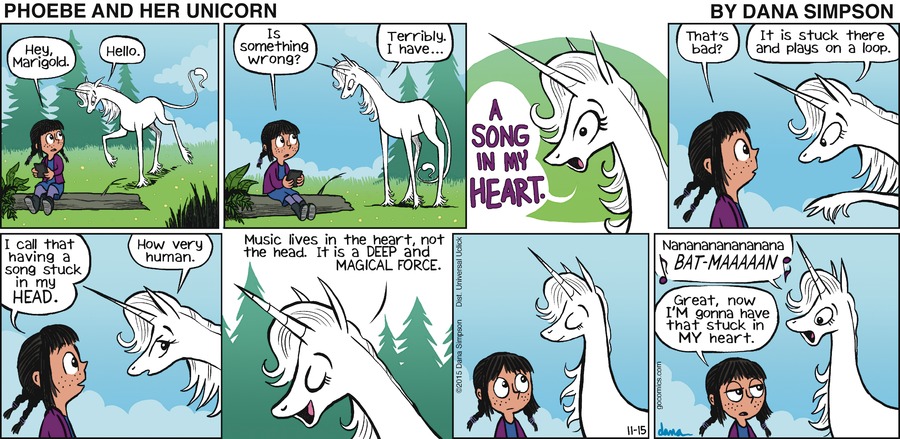 PHOEBE AND HER UNICORN
BY DANA SIMPSON
Hey,
Marigold.
Hello.
Is
something
wrong?
Terribly.
I have...
A
SONG
IN MY
HEART.
That's
bad?
It is stuck there
and plays on a loop.
I call that
having a
song stuck
in my
HEAD.
How very
human.
Music lives in the heart, not
the head. It is a DEEP and
MAGICAL FORCE.
©2015 Dana Simpson Dist. Universal Uclick
11-15
Nananananananana
BAT-MAAAAAN
Great, now
I'M gonna have
that stuck in
MY heart.
gocomics.com
dana